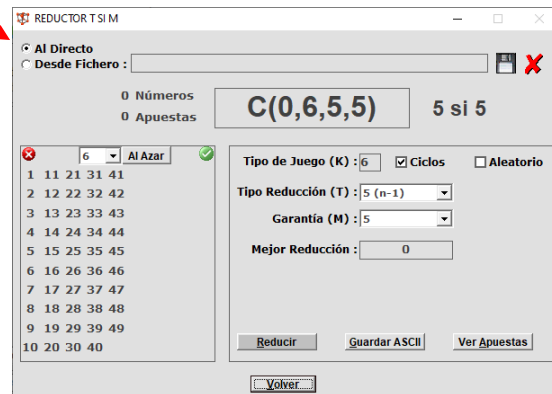 REDUCTOR T SI M
Al Directo
Desde Fichero :
0 Números
0 Apuestas
C(0,6,5,5)
5 si 5
6 Al Azar
1 11 21 31 41
2 12 22 32 42
3 13 23 33 43
4 14 24 34 44
5 15 25 35 45
6 16 26 36 46
7 17 27 37 47
8 18 28 38 48
9 19 29 39 49
10 20 30 40
Tipo de Juego (K) : 6 Ciclos Aleatorio
Tipo Reducción (T) : 5 (n-1)
Garantía (M) : 5
Mejor Reducción : 0
Reducir Guardar ASCII Ver Apuestas
Volver